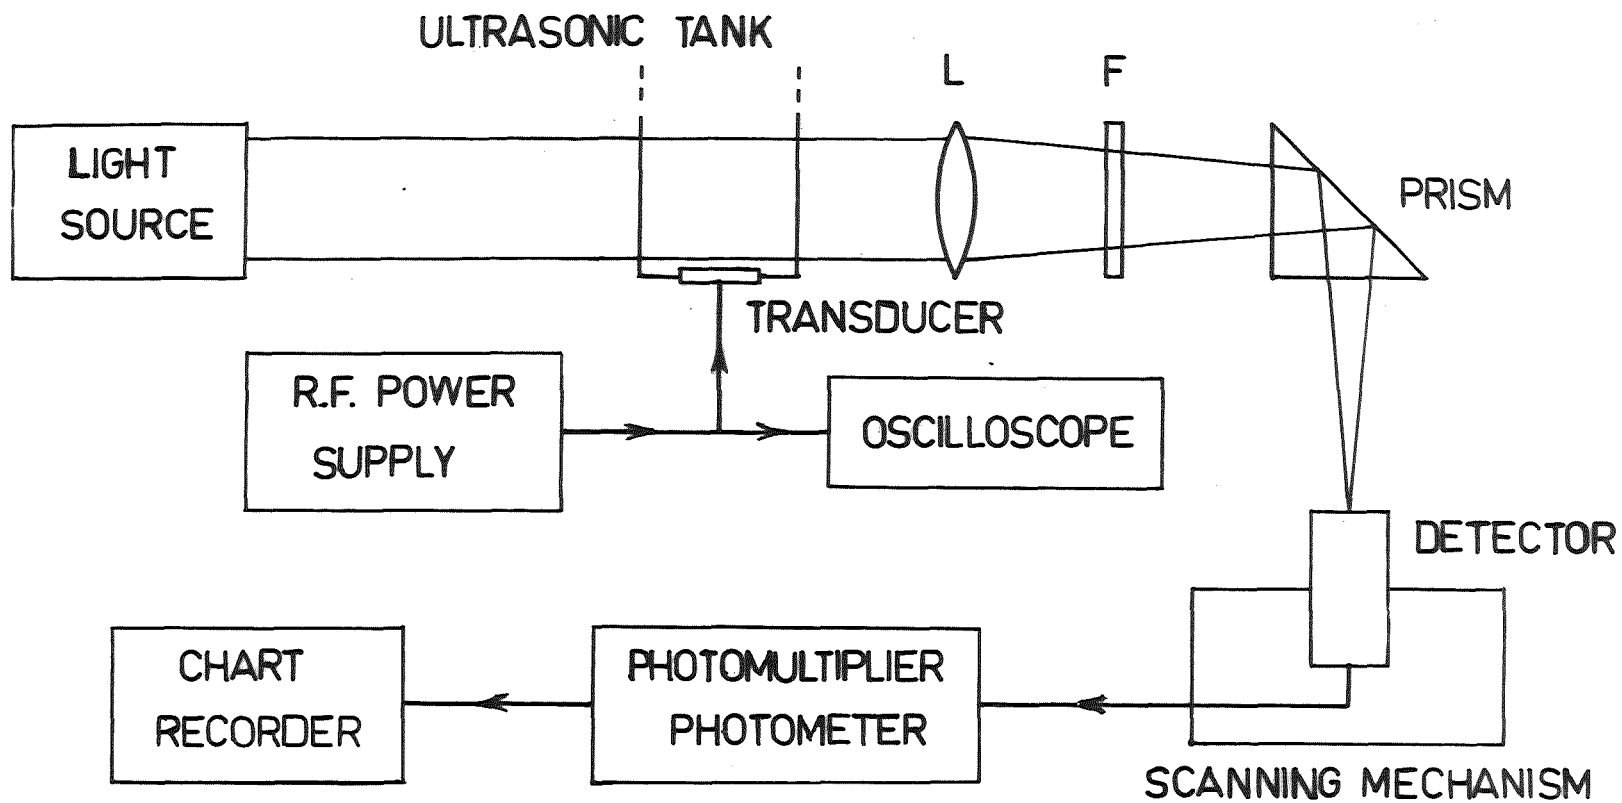 ULTRASONIC TANK
L
F
LIGHT
SOURCE
PRISM
TRANSDUCER
R.F. POWER
SUPPLY
OSCILLOSCOPE
DETECTOR
CHART
RECORDER
PHOTOMULTIPLIER
PHOTOMETER
SCANNING MECHANISM